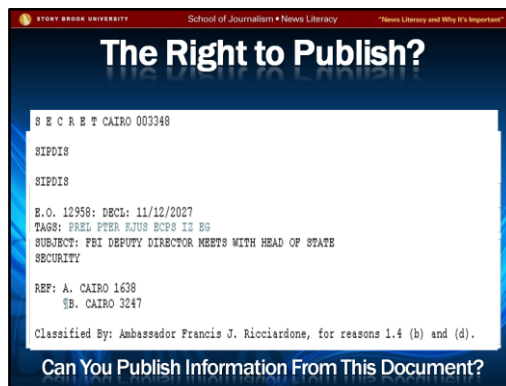 STONY BROOK UNIVERSITY School of Journalism • News Literacy "News Literacy and Why It's Important"
The Right to Publish?
S E C R E T CAIRO 003348
SIPDIS
SIPDIS
E.O. 12958: DECL: 11/12/2027
TAGS: PREL PTER KJUS ECPS IZ EG
SUBJECT: FBI DEPUTY DIRECTOR MEETS WITH HEAD OF STATE
SECURITY
REF: A. CAIRO 1638
¶B. CAIRO 3247
Classified By: Ambassador Francis J. Ricciardone, for reasons 1.4 (b) and (d).
Can You Publish Information From This Document?